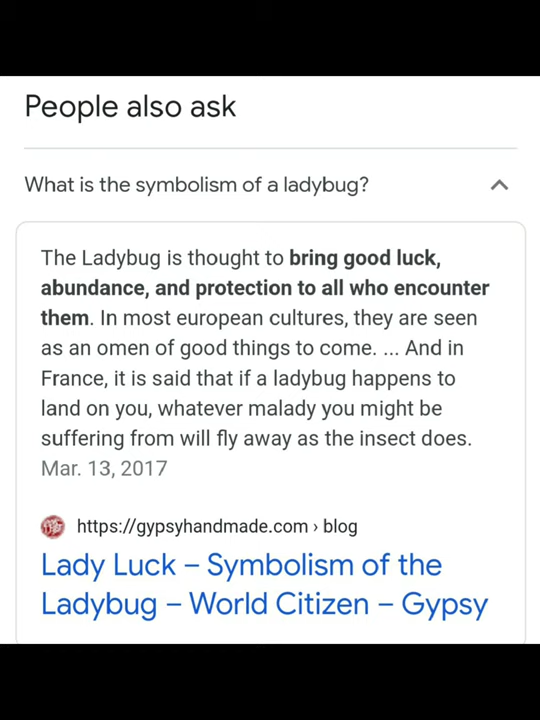 People also ask
What is the symbolism of a ladybug?
The Ladybug is thought to bring good luck,
abundance, and protection to all who encounter
them. In most european cultures, they are seen
as an omen of good things to come. ... And in
France, it is said that if a ladybug happens to
land on you, whatever malady you might be
suffering from will fly away as the insect does.
Mar. 13, 2017
https://gypsyhandmade.com › blog
Lady Luck – Symbolism of the
Ladybug – World Citizen – Gypsy